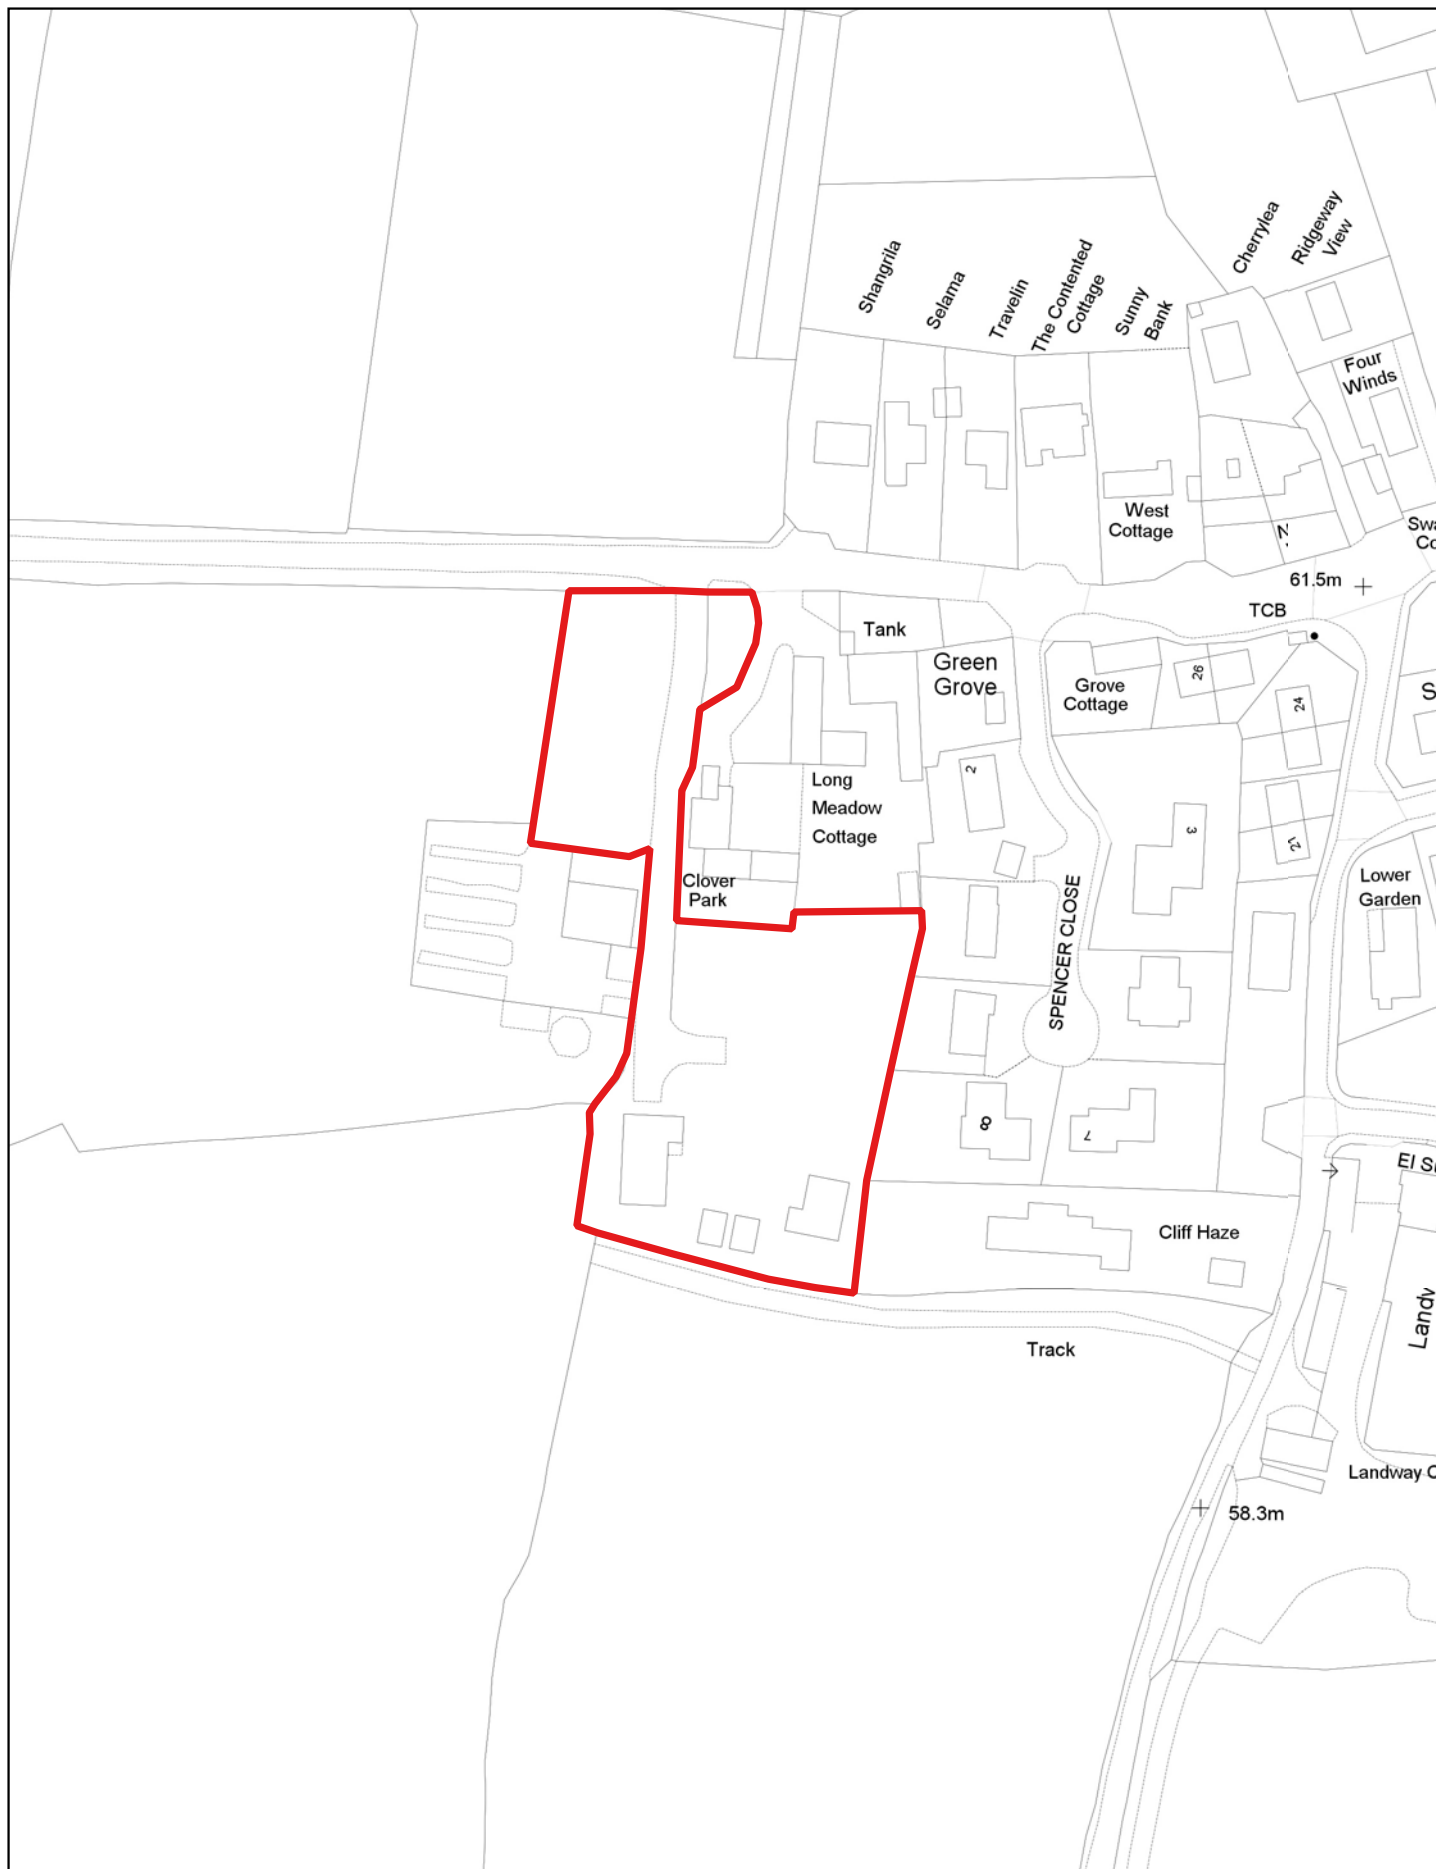 Cherrylea
Ridgeway
View
Shangrila
Selama
Travelin
The Contented
Cottage
Sunny
Bank
Four
Winds
West
Cottage
61.5m
TCB
Tank
Green
Grove
Grove
Cottage
26
24
2
Long
Meadow
Cottage
3
21
Clover
Park
Lower
Garden
SPENCER CLOSE
8
7
El
Cliff Haze
Track
Landway
58.3m